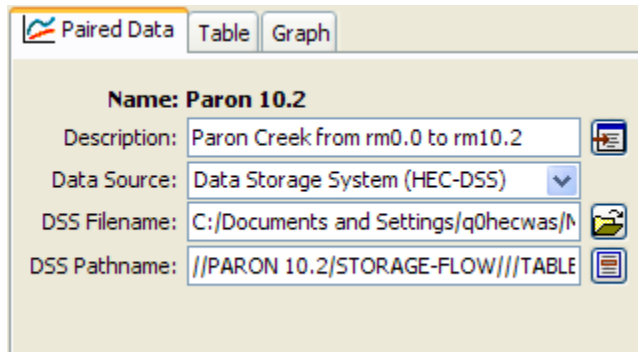 Paired Data Table Graph
Name: Paron 10.2
Description: Paron Creek from rm0.0 to rm10.2
Data Source: Data Storage System (HEC-DSS)
DSS Filename: C:/Documents and Settings/q0hecwas/
DSS Pathname: //PARON 10.2/STORAGE-FLOW///TABLE